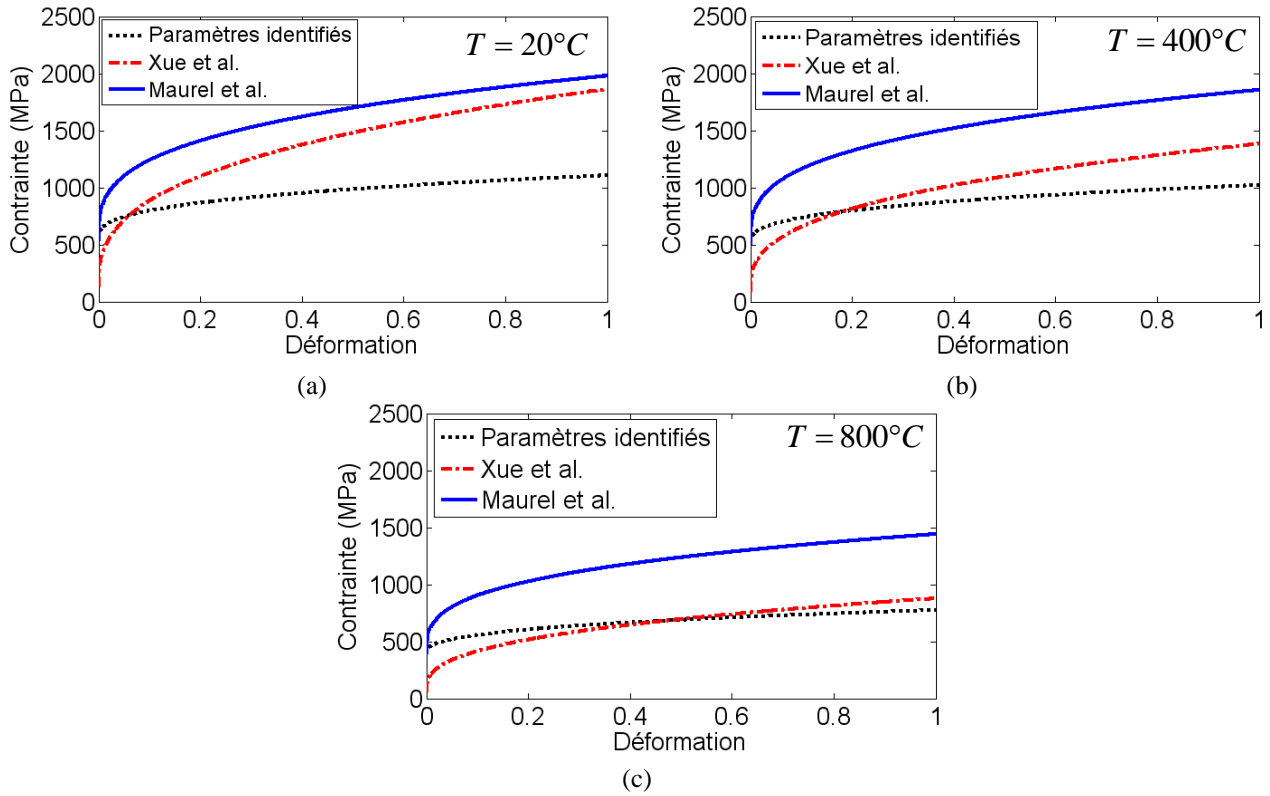 2500
2000
1500
1000
500
0
Contrainte (MPa)
Paramètres identifiés
Xue et al.
Maurel et al.
T = 20°C
0 0.2 0.4 0.6 0.8 1
Déformation
(a)
2500
2000
1500
1000
500
0
Contrainte (MPa)
Paramètres identifiés
Xue et al.
Maurel et al.
T = 400°C
0 0.2 0.4 0.6 0.8 1
Déformation
(b)
2500
2000
1500
1000
500
0
Contrainte (MPa)
Paramètres identifiés
Xue et al.
Maurel et al.
T = 800°C
0 0.2 0.4 0.6 0.8 1
Déformation
(c)